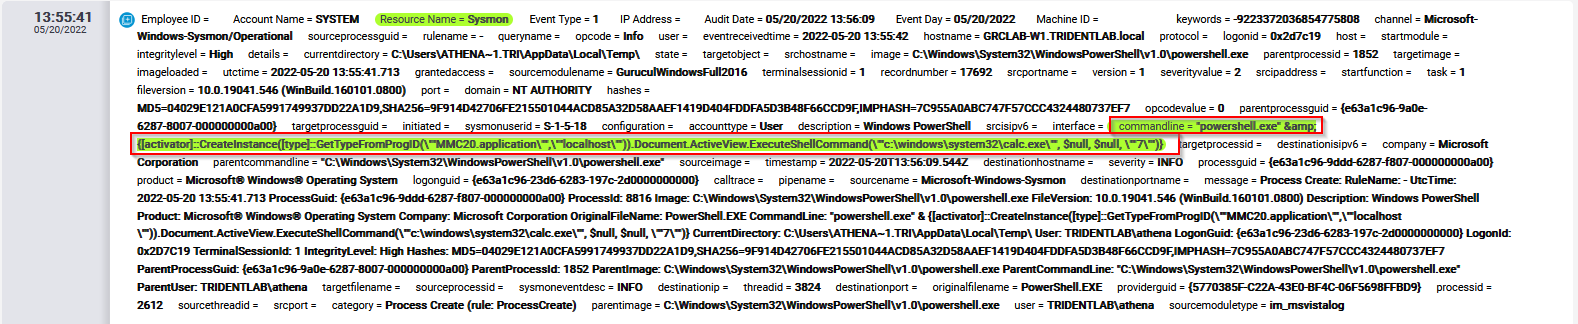 13:55:41
05/20/2022
Employee ID = Account Name = SYSTEM Resource Name = Sysmon Event Type = 1 IP Address = Audit Date = 05/20/2022 13:56:09 Event Day = 05/20/2022 Machine ID = keywords = -9223372036854775808 channel = Microsoft-
Windows-Sysmon/Operational sourceprocessguid = rulename = - queryname = opcode = Info user = eventreceivedtime = 2022-05-20 13:55:42 hostname = GRCLAB-W1.TRIDENTLAB.local protocol = logonid = 0x2d7c19 host = startmodule =
integritylevel = High details = currentdirectory = C:\Users\ATHENA~1.TRI\AppData\Local\Temp\ state = targetobject = srchostname = image = C:\Windows\System32\WindowsPowerShell\v1.0\powershell.exe parentprocessid = 1852 targetimage =
imageloaded = utctime = 2022-05-20 13:55:41.713 grantedaccess = sourcemodulename = GuruculWindowsFull2016 terminalsessionid = 1 recordnumber = 17692 srcportname = version = 1 severityvalue = 2 srcipaddress = startfunction = task = 1
fileversion = 10.0.19041.546 (WinBuild.160101.0800) port = domain = NT AUTHORITY hashes =
MD5=04029E121A0CFA5991749937DD22A1D9,SHA256=9F914D42706FE215501044ACD85A32D58AAEF1419D404FDDFA5D3B48F66CCD9F,IMPHASH=7C955A0ABC747F57CCC4324480737EF7 opcodevalue = 0 parentprocessguid = {e63a1c96-9a0e-
6287-8007-000000000a00} targetprocessguid = initiated = sysmonuserid = S-1-5-18 configuration = accounttype = User description = Windows PowerShell srcisipv6 = interface = commandline = "powershell.exe" &amp;
{[activator]::CreateInstance([type]::GetTypeFromProgID(\"'MMC20.application\"',\"'localhost\"')).Document.ActiveView.ExecuteShellCommand(\"'c:\windows\system32\calc.exe\"', $null, $null, \"'7\"')} targetprocessid = destinationisipv6 = company = Microsoft
Corporation parentcommandline = "C:\Windows\System32\WindowsPowerShell\v1.0\powershell.exe" sourceimage = timestamp = 2022-05-20T13:56:09.544Z destinationhostname = severity = INFO processguid = {e63a1c96-9ddd-6287-f807-000000000a00}
product = Microsoft® Windows® Operating System logonguid = {e63a1c96-23d6-6283-197c-2d0000000000} calltrace = pipename = sourcename = Microsoft-Windows-Sysmon destinationportname = message = Process Create: RuleName: - UtcTime:
2022-05-20 13:55:41.713 ProcessGuid: {e63a1c96-9ddd-6287-f807-000000000a00} ProcessId: 8816 Image: C:\Windows\System32\WindowsPowerShell\v1.0\powershell.exe FileVersion: 10.0.19041.546 (WinBuild.160101.0800) Description: Windows PowerShell
Product: Microsoft® Windows® Operating System Company: Microsoft Corporation OriginalFileName: PowerShell.EXE CommandLine: "powershell.exe" & {[activator]::CreateInstance([type]::GetTypeFromProgID(\"'MMC20.application\"',\"'localhost
\"')).Document.ActiveView.ExecuteShellCommand(\"'c:\windows\system32\calc.exe\"', $null, $null, \"'7\"')} CurrentDirectory: C:\Users\ATHENA~1.TRI\AppData\Local\Temp\ User: TRIDENTLAB\athena LogonGuid: {e63a1c96-23d6-6283-197c-2d0000000000} LogonId:
0x2D7C19 TerminalSessionId: 1 IntegrityLevel: High Hashes: MD5=04029E121A0CFA5991749937DD22A1D9,SHA256=9F914D42706FE215501044ACD85A32D58AAEF1419D404FDDFA5D3B48F66CCD9F,IMPHASH=7C955A0ABC747F57CCC4324480737EF7
ParentProcessGuid: {e63a1c96-9a0e-6287-8007-000000000a00} ParentProcessId: 1852 ParentImage: C:\Windows\System32\WindowsPowerShell\v1.0\powershell.exe ParentCommandLine: "C:\Windows\System32\WindowsPowerShell\v1.0\powershell.exe"
ParentUser: TRIDENTLAB\athena targetfilename = sourceprocessid = sysmoneventdesc = INFO destinationip = threadid = 3824 destinationport = originalfilename = PowerShell.EXE providerguid = {5770385F-C22A-43E0-BF4C-06F5698FFBD9} processid =
2612 sourcethreadid = srcport = category = Process Create (rule: ProcessCreate) parentimage = C:\Windows\System32\WindowsPowerShell\v1.0\powershell.exe user = TRIDENTLAB\athena sourcemoduletype = im_msvistalog